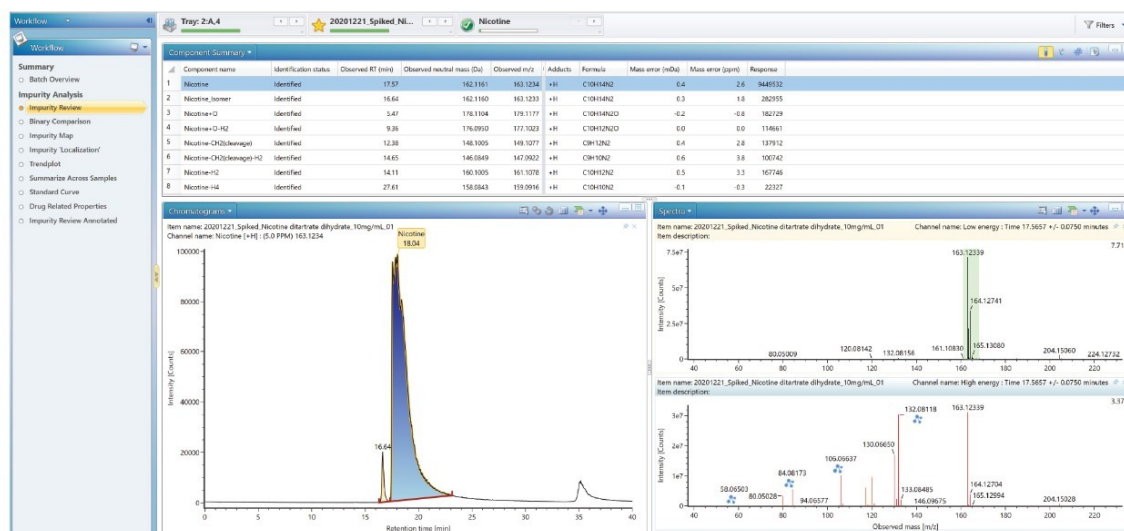 Workflow
Tray: 2:A,4
20201221_Spiked_Ni...
Nicotine
Filters
Workflow
Summary
Batch Overview
Impurity Analysis
Impurity Review
Binary Comparison
Impurity Map
Impurity 'Localization'
Trendplot
Summarize Across Samples
Standard Curve
Drug Related Properties
Impurity Review Annotated
Component Summary
Component name Identification status Observed RT (min) Observed neutral mass (Da) Observed m/z Adducts Formula Mass error (mDa) Mass error (ppm) Response
1 Nicotine Identified 17.57 162.1161 163.1234 +H C10H14N2 0.4 2.6 9449532
2 Nicotine_Isomer Identified 16.64 162.1160 163.1233 +H C10H14N2 0.3 1.8 282955
3 Nicotine+O Identified 5.47 178.1104 179.1177 +H C10H14N2O -0.2 -0.8 182729
4 Nicotine+O-H2 Identified 9.36 176.0950 177.1023 +H C10H12N2O 0.0 0.0 114661
5 Nicotine-CH2(cleavage) Identified 12.38 148.1005 149.1077 +H C9H12N2 0.4 2.8 137912
6 Nicotine-CH2(cleavage)-H2 Identified 14.65 146.0849 147.0922 +H C9H10N2 0.6 3.8 100742
7 Nicotine-H2 Identified 14.11 160.1005 161.1078 +H C10H12N2 0.5 3.3 167746
8 Nicotine-H4 Identified 27.61 158.0843 159.0916 +H C10H10N2 -0.1 -0.3 22327
Chromatograms
Item name: 20201221_Spiked_Nicotine ditartrate dihydrate_10mg/mL_01
Channel name: Nicotine [+H] : (5.0 PPM) 163.1234
Nicotine
18.04
100000
80000
60000
40000
20000
0
Intensity [Counts]
16.64
0 5 10 15 20 25 30 35 40
Retention time [min]
Spectra
Item name: 20201221_Spiked_Nicotine ditartrate dihydrate_10mg/mL_01 Channel name: Low energy : Time 17.5657 +/- 0.0750 minutes
Item description:
7.71
163.12339
7.5e7
5e7
2.5e7
0
Intensity [Counts]
164.12741
80.05009 120.08142 132.08156 161.10830 165.13080 204.15060 224.12732
40 60 80 100 120 140 160 180 200 220
Item name: 20201221_Spiked_Nicotine ditartrate dihydrate_10mg/mL_01 Channel name: High energy : Time 17.5657 +/- 0.0750 minutes
Item description:
3.37
3e7
2e7
1e7
0
Intensity [Counts]
132.08118 163.12339
130.06650
106.06637
84.08173
58.06503 80.05028 94.06577 133.08485 146.09675 164.12704 165.12994 204.15028
40 60 80 100 120 140 160 180 200 220
Observed mass [m/z]